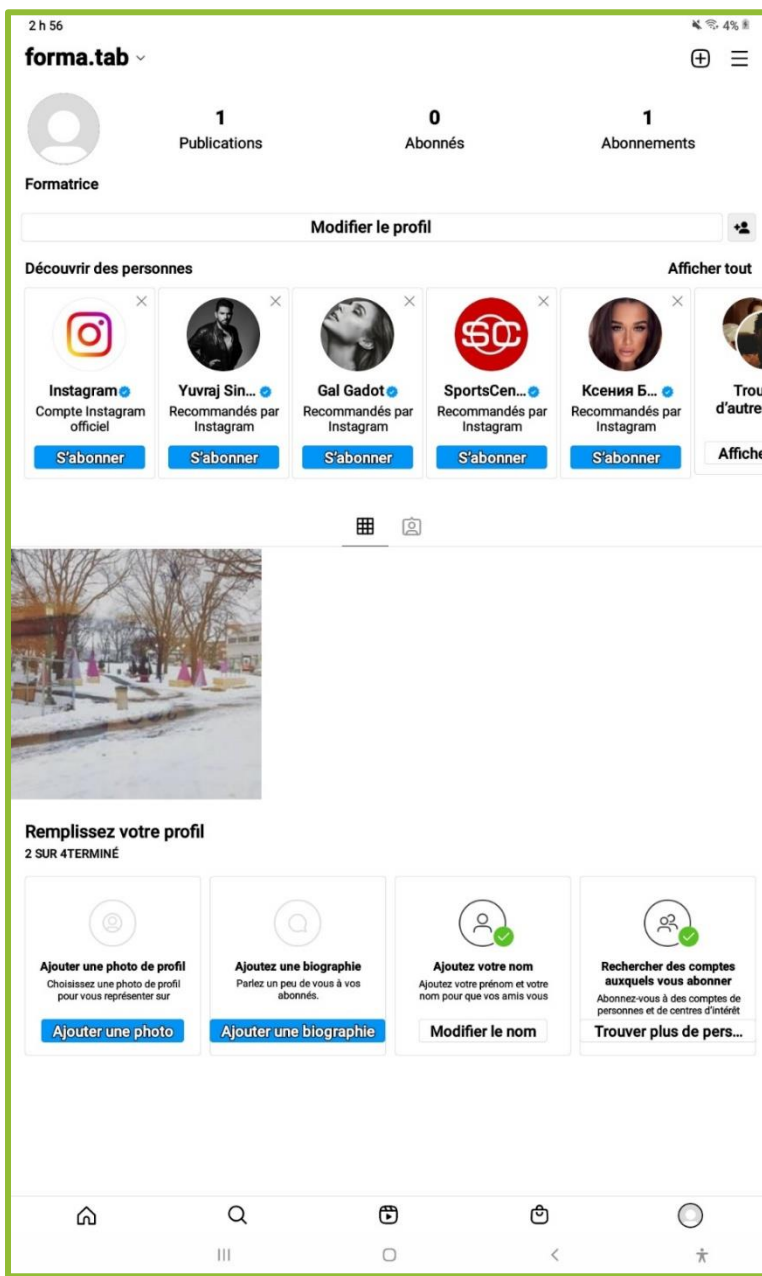 2 h 56
4%
forma.tab
1
0
1
Publications
Abonnés
Abonnements
Formatrice
Modifier le profil
Découvrir des personnes
Afficher tout
Instagram
Compte Instagram
officiel
S'abonner
Yuvraj Sin...
Recommandés par
Instagram
S'abonner
Gal Gadot
Recommandés par
Instagram
S'abonner
SC
SportsCen...
Recommandés par
Instagram
S'abonner
Ксения Б...
Recommandés par
Instagram
S'abonner
Trou
d'autre
Affiche
Remplissez votre profil
2 SUR 4TERMINÉ
Ajouter une photo de profil
Choisissez une photo de profil
pour vous représenter sur
Ajouter une photo
Ajoutez une biographie
Parlez un peu de vous à vos
abonnés.
Ajouter une biographie
Ajoutez votre nom
Ajoutez votre prénom et votre
nom pour que vos amis vous
Modifier le nom
Rechercher des comptes
auxquels vous abonner
Abonnez-vous à des comptes de
personnes et de centres d'intérêt
Trouver plus de pers...